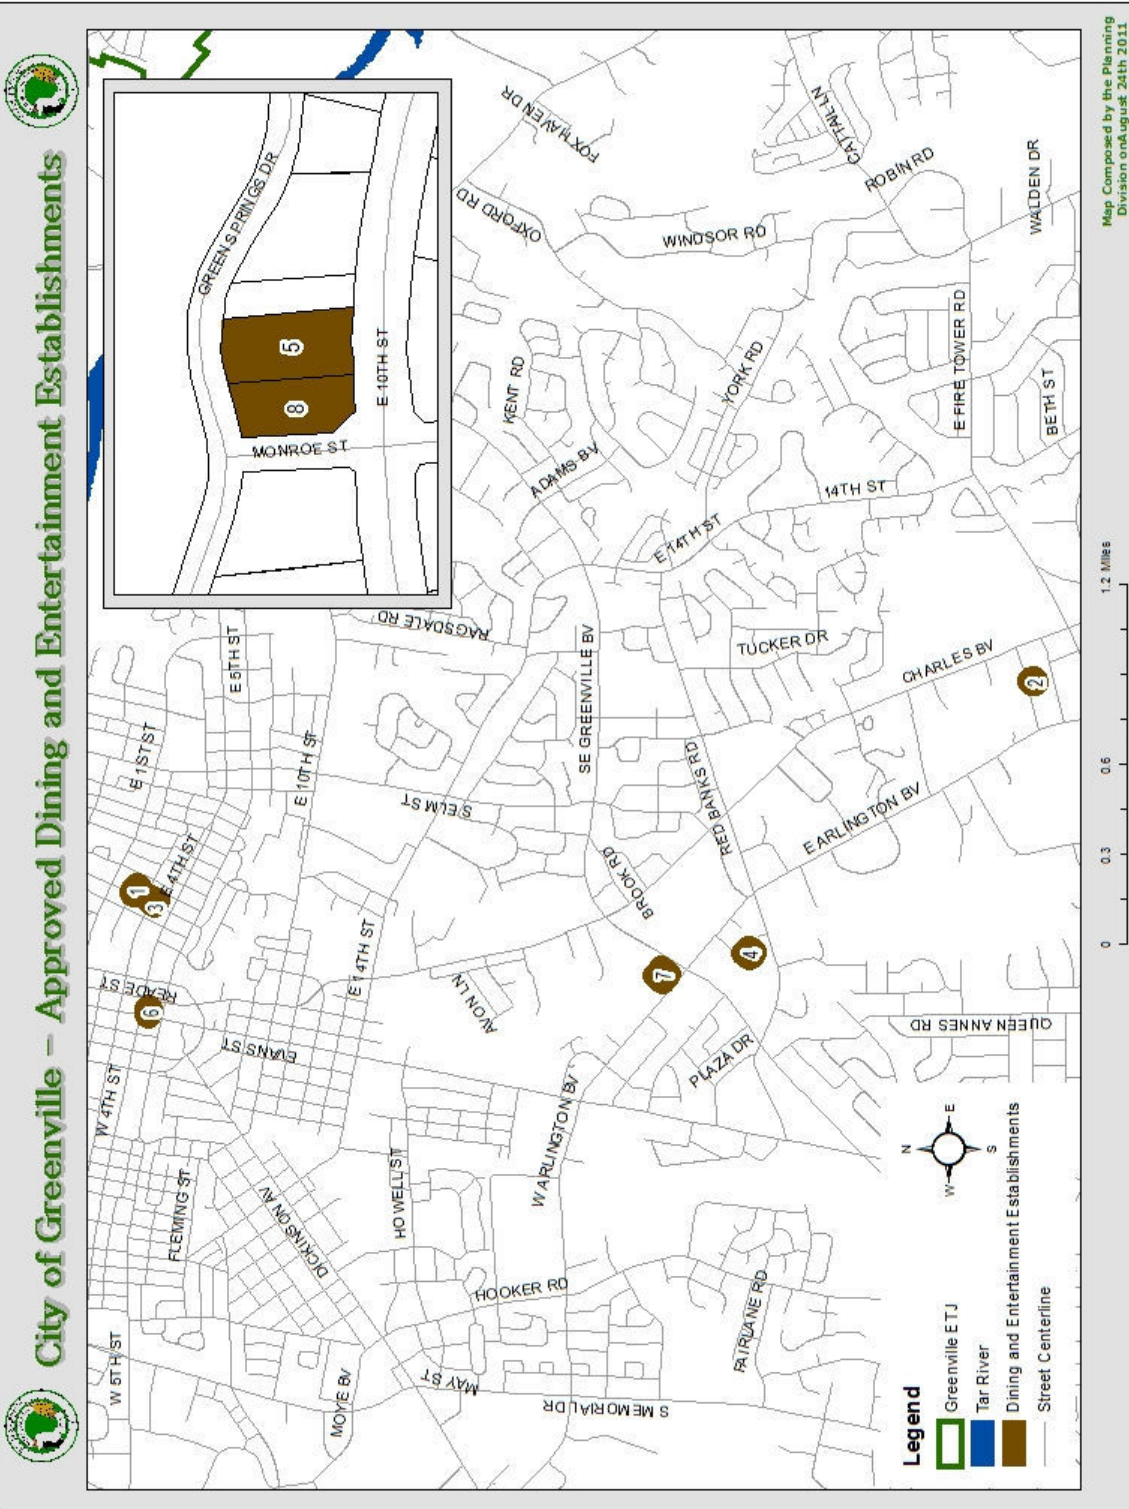 City of Greenville – Approved Dining and Entertainment Establishments
GREEN SPRINGS DR
5
8
E 10TH ST
MONROE ST
FOX HAVEN DR
OXFORD RD
CATTAIL LN
ROBIN RD
WINDSOR RD
WALDEN DR
KENT RD
YORK RD
E FIRE TOWER RD
BETH ST
ADAMS BV
14TH ST
E 14TH ST
RAGSDALE RD
E 5TH ST
SE GREENVILLE BV
TUCKER DR
CHARLES BV
2
E 1ST ST
E 10TH ST
S ELM ST
RED BANKS RD
E ARLINGTON BV
E 4TH ST
1
3
BROOK RD
E 14TH ST
4
7
READE ST
6
EVANS ST
AVON LN
PLAZA DR
QUEEN ANNES RD
W 4TH ST
W ARLINGTON BV
FLEMING ST
HOWELL ST
DICKINSON AV
HOOKER RD
FAIRLANE RD
W 5TH ST
MOYE BV
MAY ST
S MEMORIAL DR
N
W
E
S
Legend
Greenville ETJ
Tar River
Dining and Entertainment Establishments
Street Centerline
0 0.3 0.6 1.2 Miles
Map Composed by the Planning
Division onAugust 24th 2011